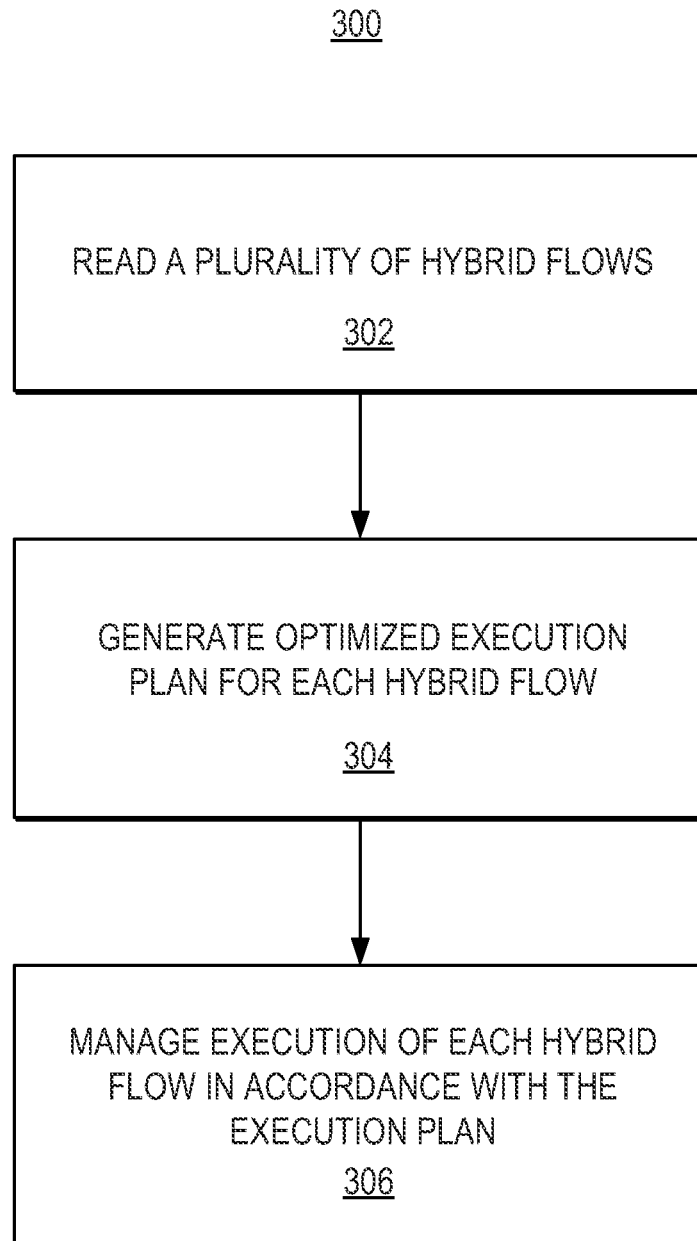 300
READ A PLURALITY OF HYBRID FLOWS
302
GENERATE OPTIMIZED EXECUTION
PLAN FOR EACH HYBRID FLOW
304
MANAGE EXECUTION OF EACH HYBRID
FLOW IN ACCORDANCE WITH THE
EXECUTION PLAN
306